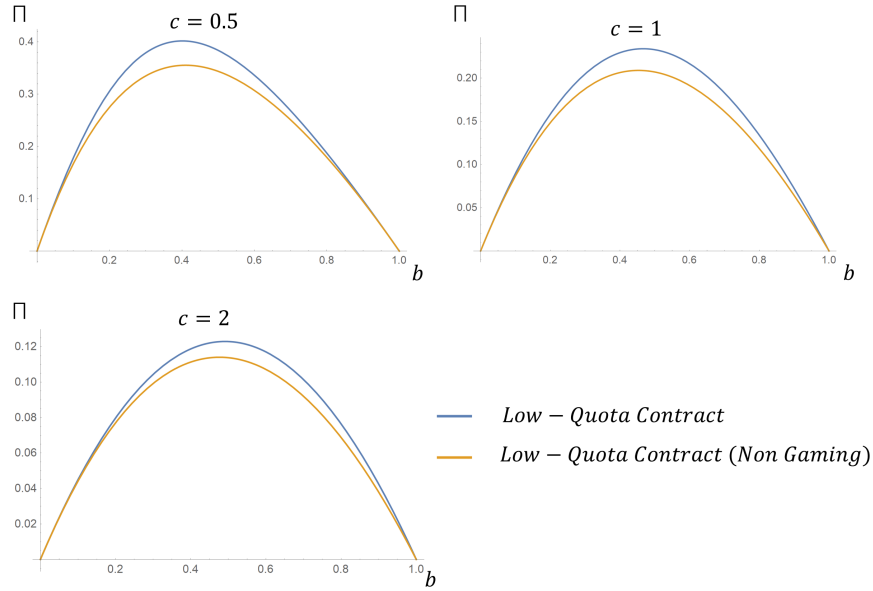 ∏
c = 0.5
0.4
0.3
0.2
0.1
0.2 0.4 0.6 0.8 1.0
b
∏
c = 1
0.20
0.15
0.10
0.05
0.2 0.4 0.6 0.8 1.0
b
∏
c = 2
0.12
0.10
0.08
0.06
0.04
0.02
0.2 0.4 0.6 0.8 1.0
b
Low − Quota Contract
Low − Quota Contract (Non Gaming)